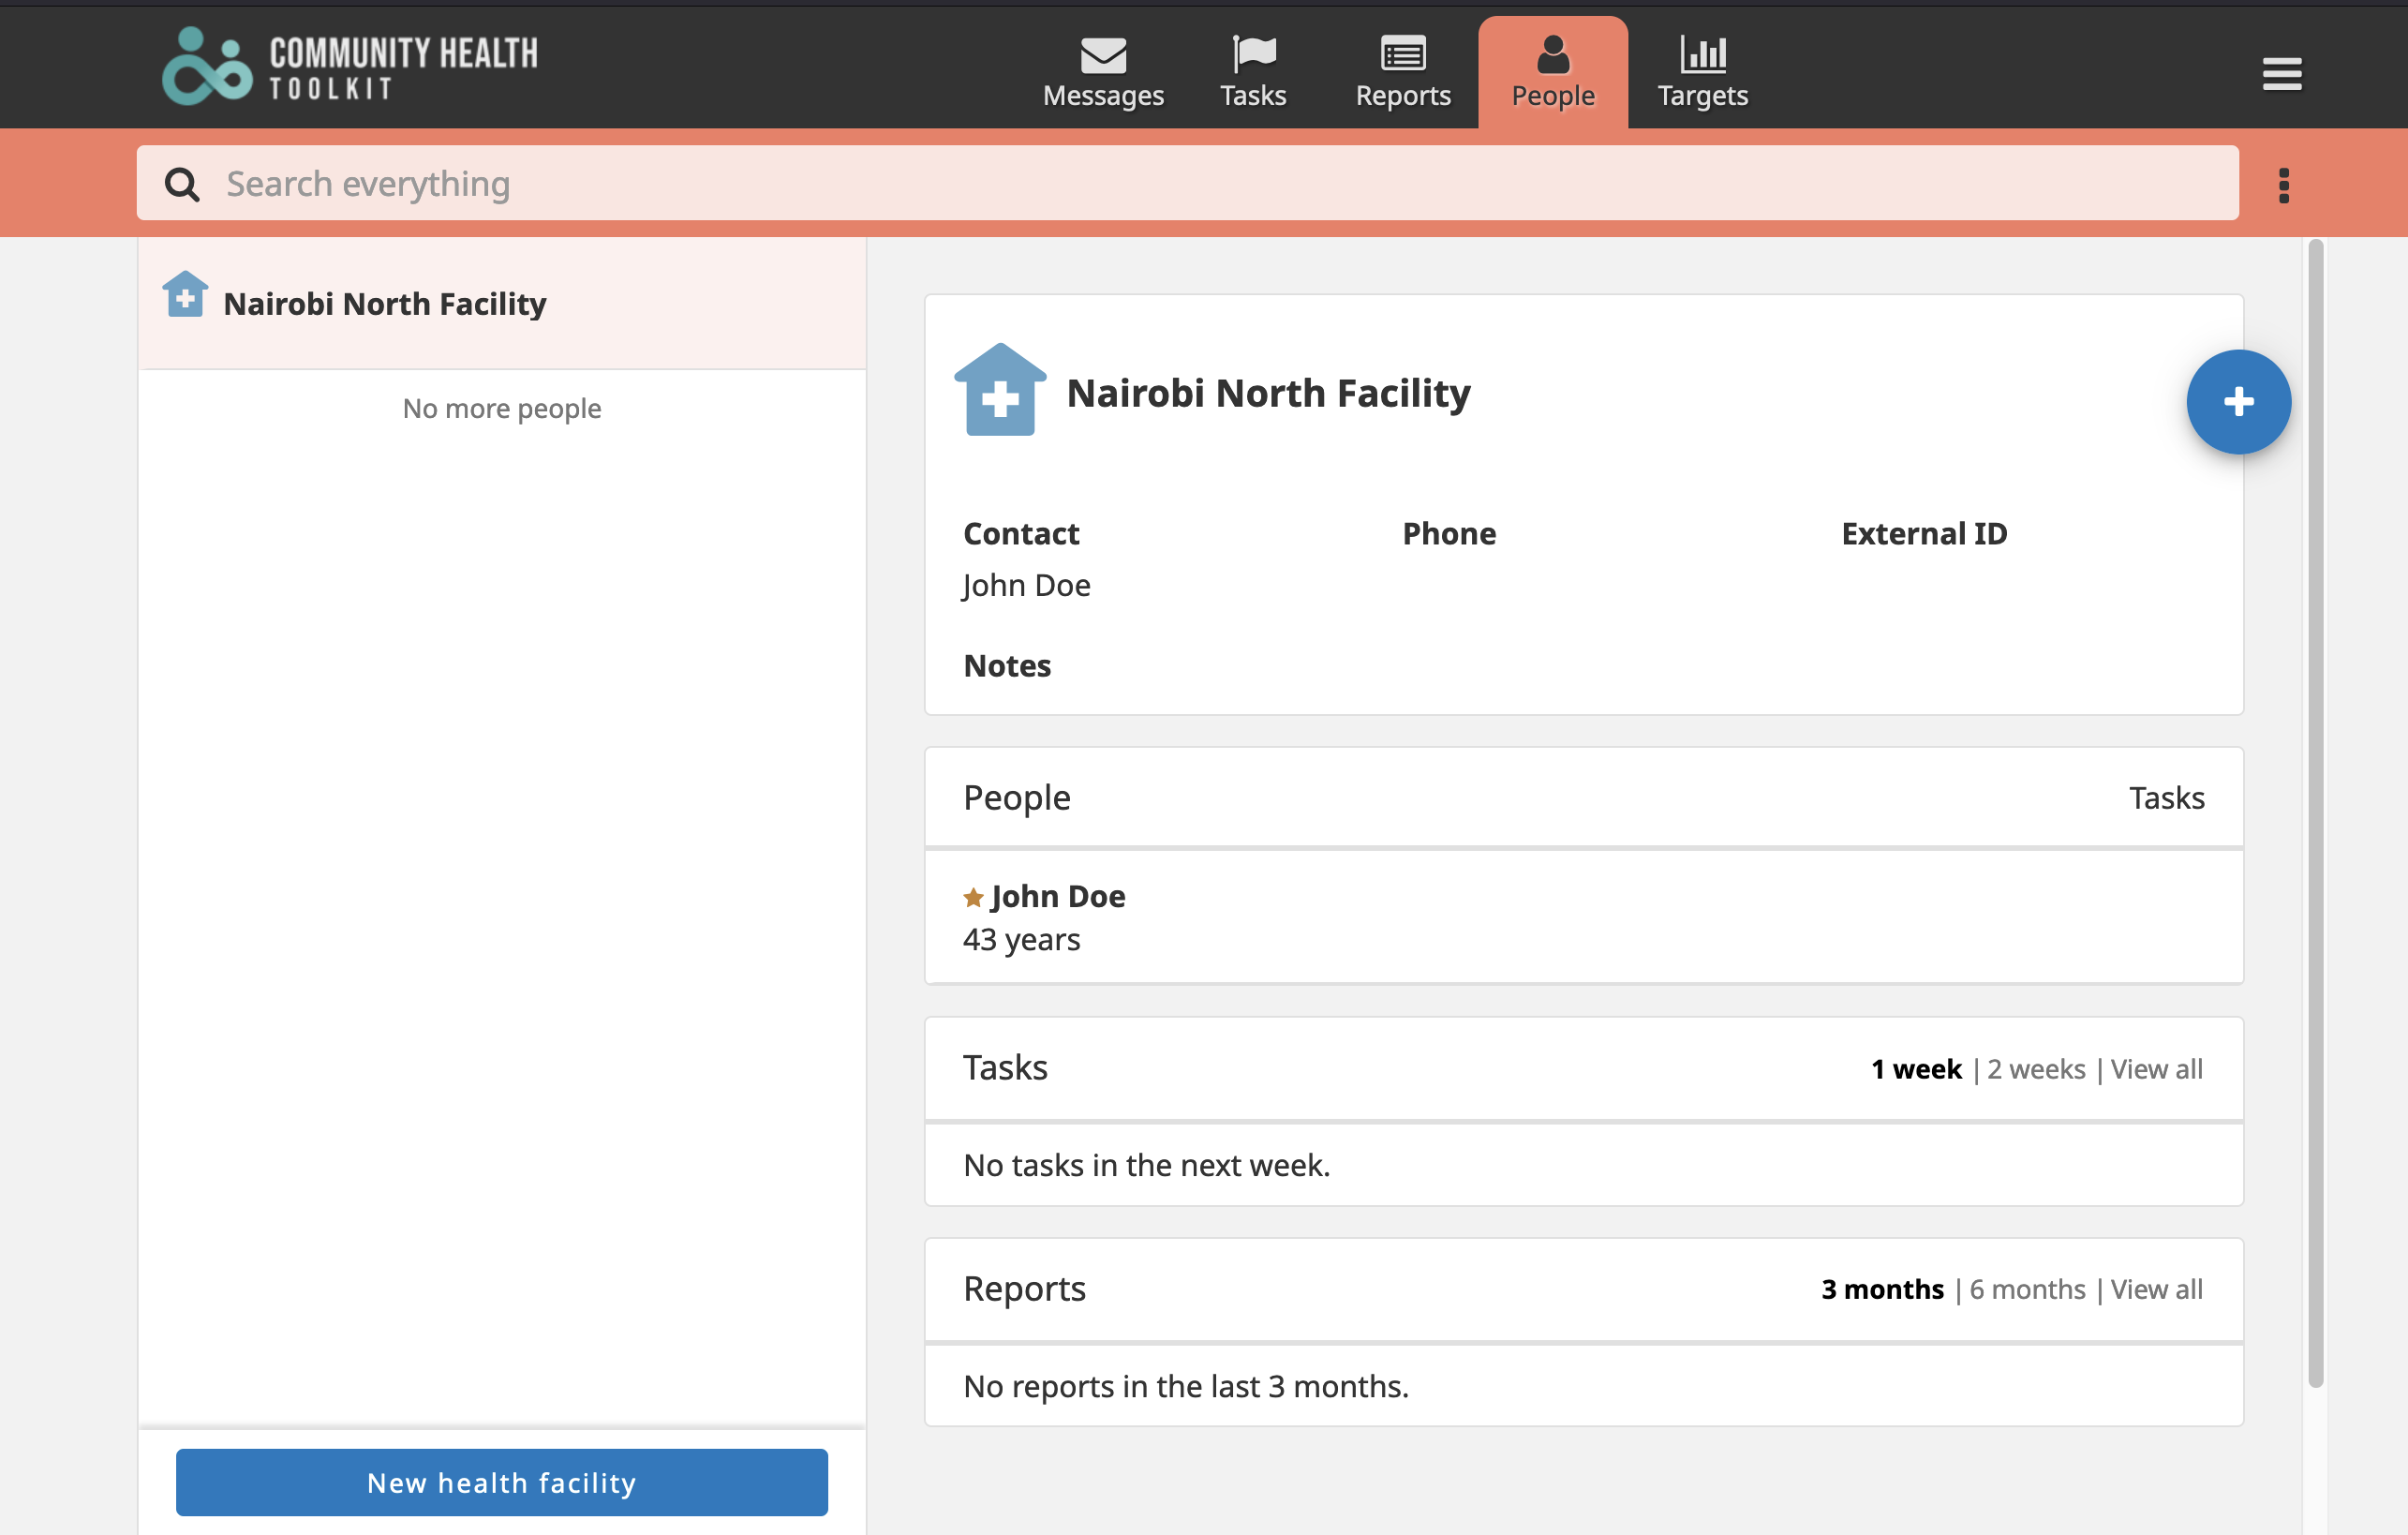 COMMUNITY HEALTH
TOOLKIT
Messages
Tasks
Reports
People
Targets
Search everything
Nairobi North Facility
No more people
New health facility
Nairobi North Facility
Contact
Phone
External ID
John Doe
Notes
People
Tasks
John Doe
43 years
Tasks
1 week | 2 weeks | View all
No tasks in the next week.
Reports
3 months | 6 months | View all
No reports in the last 3 months.